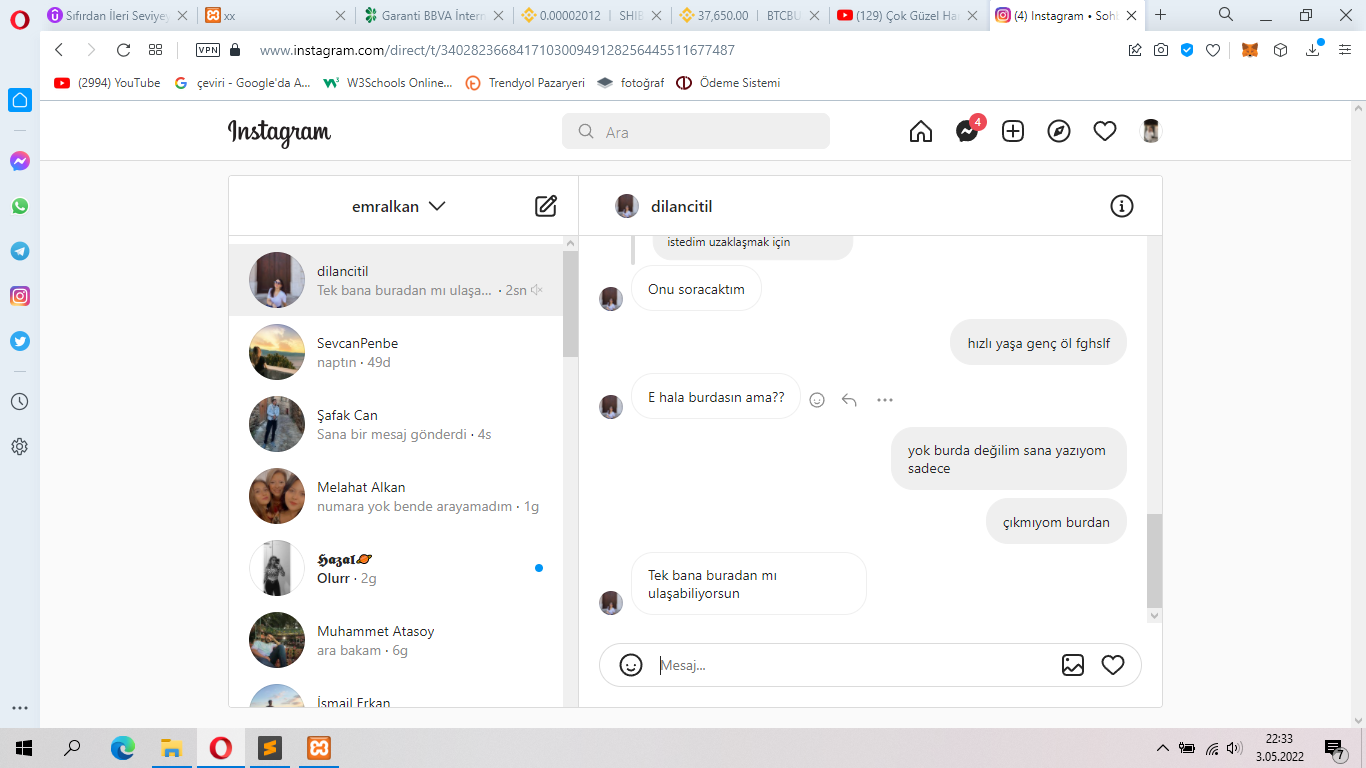 Sıfırdan İleri Seviyey
xx
Garanti BBVA İntern
0.00002012 | SHIB
37,650.00 | BTCBU
(129) Çok Güzel Ha
(4) Instagram • Soh
VPN
www.instagram.com/direct/t/340282366841710300949128256445511677487
(2994) YouTube
çeviri - Google'da A...
W3Schools Online...
Trendyol Pazaryeri
fotoğraf
Ödeme Sistemi
Instagram
Ara
4
emralkan
dilancitil
Tek bana buradan mı ulaşa... · 2sn
SevcanPenbe
naptın · 49d
Şafak Can
Sana bir mesaj gönderdi · 4s
Melahat Alkan
numara yok bende arayamadım · 1g
𝕳𝖆𝖟𝖆𝖑🪐
Olurr · 2g
Muhammet Atasoy
ara bakam · 6g
İsmail Erkan
dilancitil
istedim uzaklaşmak için
Onu soracaktım
hızlı yaşa genç öl fghslf
E hala burdasın ama??
yok burda değilim sana yazıyom
sadece
çıkmıyom burdan
Tek bana buradan mı
ulaşabiliyorsun
Mesaj...
22:33
3.05.2022
7